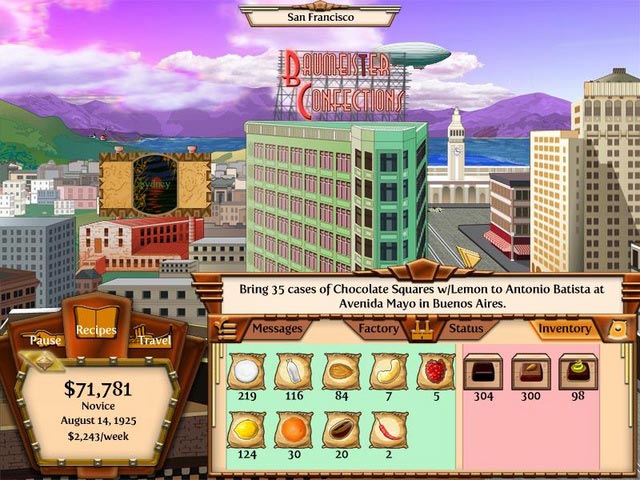 San Francisco
BAUMEISTER
CONFECTIONS
Sydney
Bring 35 cases of Chocolate Squares w/Lemon to Antonio Batista at
Avenida Mayo in Buenos Aires.
Messages Factory Status Inventory
Pause Recipes Travel
$71,781
Novice
August 14, 1925
$2,243/week
219 116 84 7 5 304 300 98
124 30 20 2